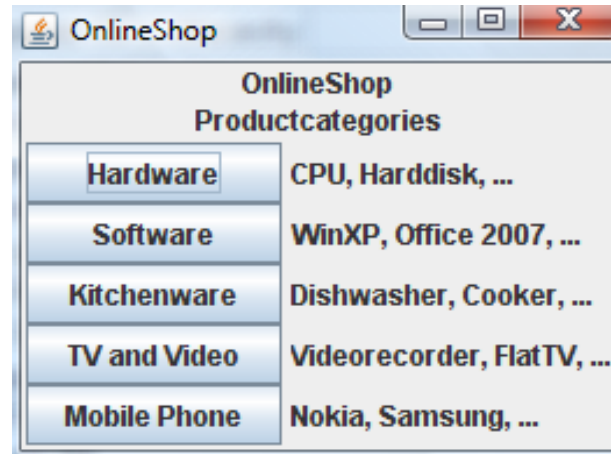 OnlineShop
OnlineShop
Productcategories
Hardware CPU, Harddisk, ...
Software WinXP, Office 2007, ...
Kitchenware Dishwasher, Cooker, ...
TV and Video Videorecorder, FlatTV, ...
Mobile Phone Nokia, Samsung, ...